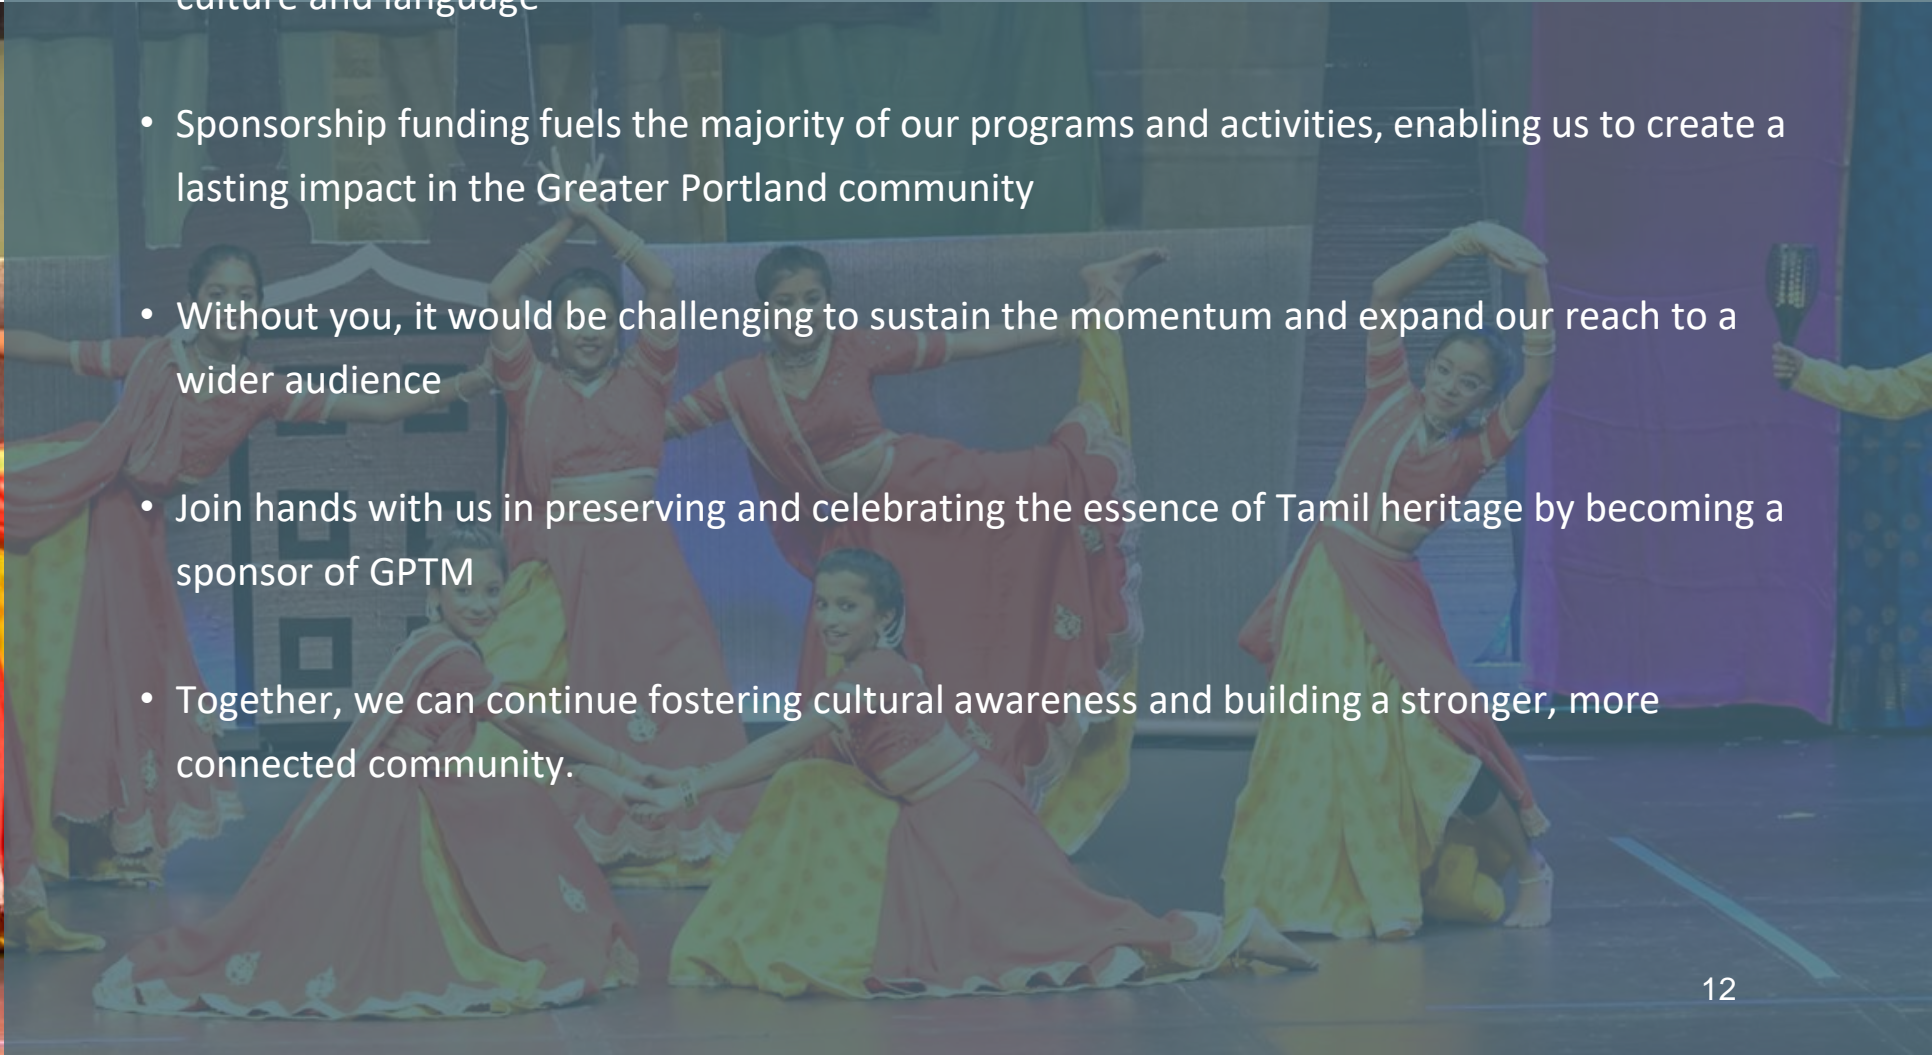 culture and language
• Sponsorship funding fuels the majority of our programs and activities, enabling us to create a
lasting impact in the Greater Portland community
• Without you, it would be challenging to sustain the momentum and expand our reach to a
wider audience
• Join hands with us in preserving and celebrating the essence of Tamil heritage by becoming a
sponsor of GPTM
• Together, we can continue fostering cultural awareness and building a stronger, more
connected community.
12